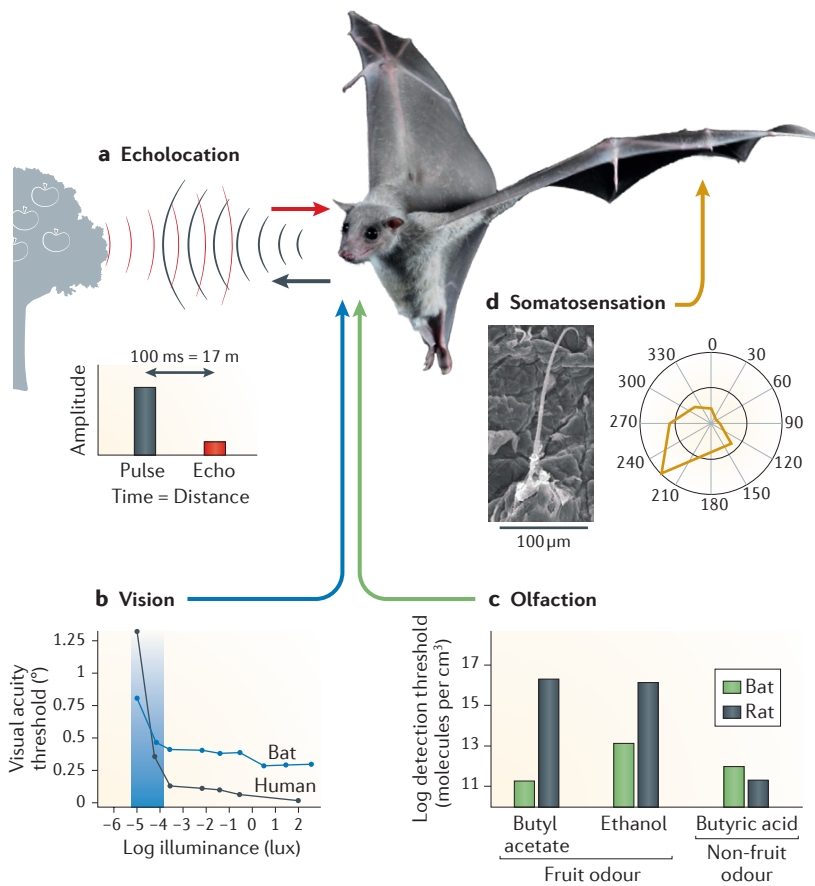 a Echolocation
100 ms = 17 m
Amplitude
Pulse
Echo
Time = Distance
d Somatosensation
0
30
60
90
120
150
180
210
240
270
300
330
100 µm
b Vision
Visual acuity
threshold (°)
1.25
1
0.75
0.5
0.25
0
Bat
Human
–6 –5 –4 –3 –2 –1 0 1 2
Log illuminance (lux)
c Olfaction
Log detection threshold
(molecules per cm³)
17
15
13
11
Bat
Rat
Butyl
acetate
Ethanol
Butyric acid
Fruit odour
Non-fruit
odour